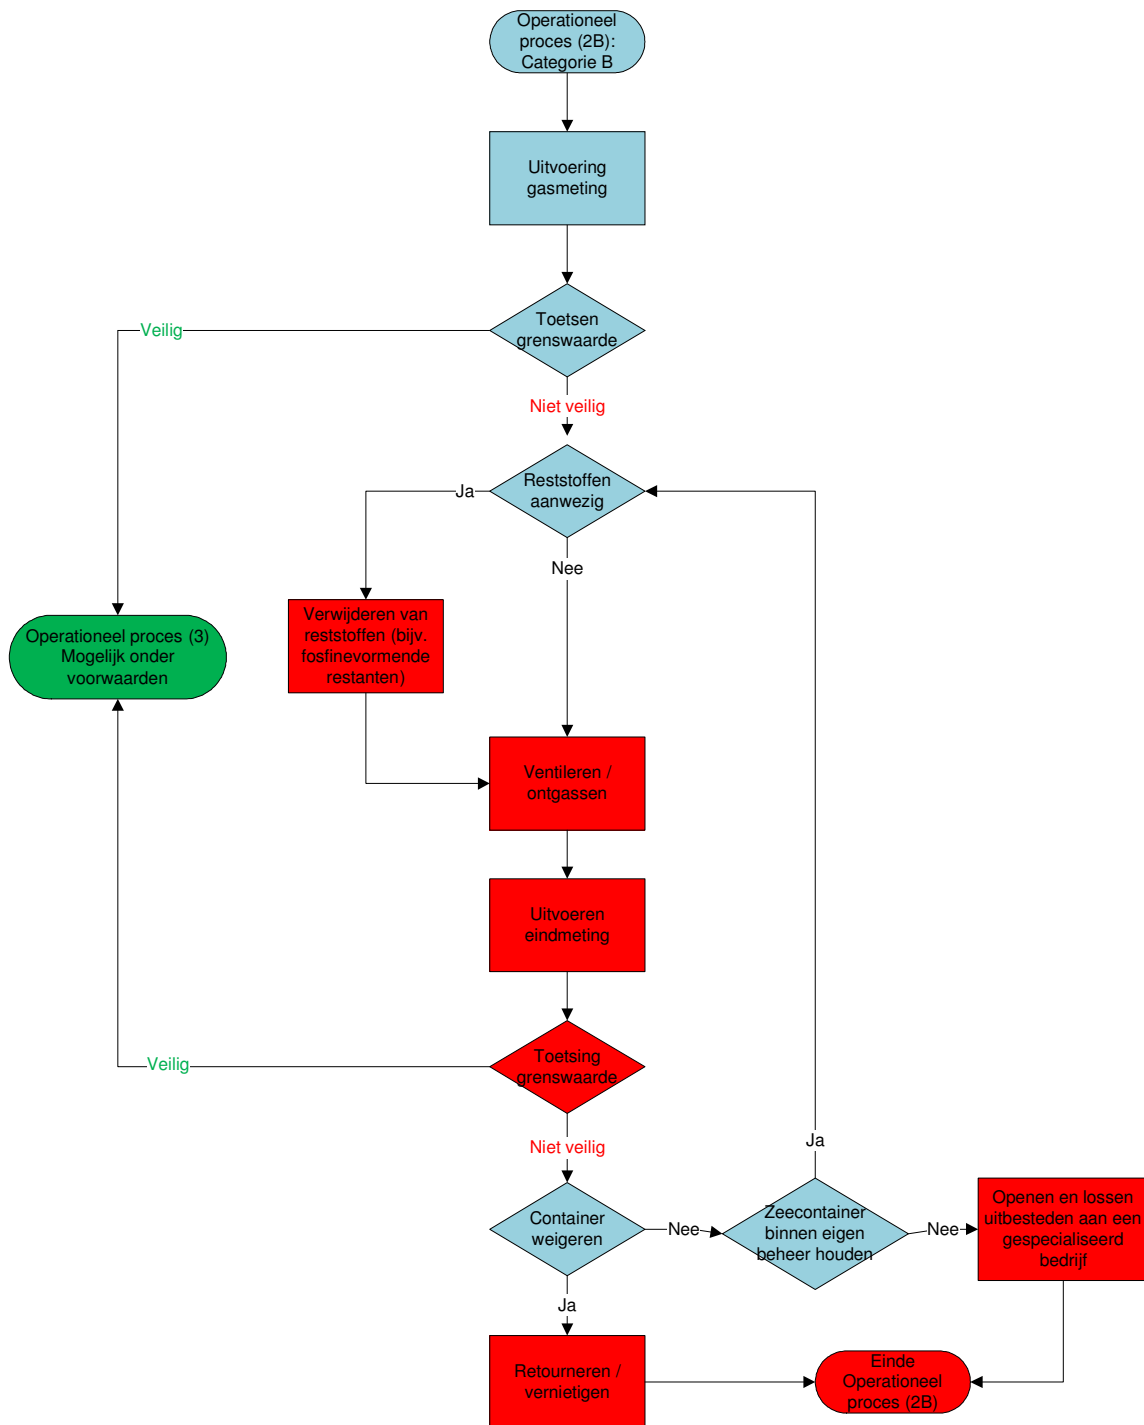 Operationeel
proces (2B):
Categorie B
Uitvoering
gasmeting
Toetsen
grenswaarde
Veilig
Niet veilig
Reststoffen
aanwezig
Ja
Nee
Verwijderen van
reststoffen (bijv.
fosfinevormende
restanten)
Operationeel proces (3)
Mogelijk onder
voorwaarden
Ventileren /
ontgassen
Uitvoeren
eindmeting
Toetsing
grenswaarde
Veilig
Niet veilig
Ja
Container
weigeren
Nee
Zeecontainer
binnen eigen
beheer houden
Nee
Openen en lossen
uitbesteden aan een
gespecialiseerd
bedrijf
Ja
Retourneren /
vernietigen
Einde
Operationeel
proces (2B)